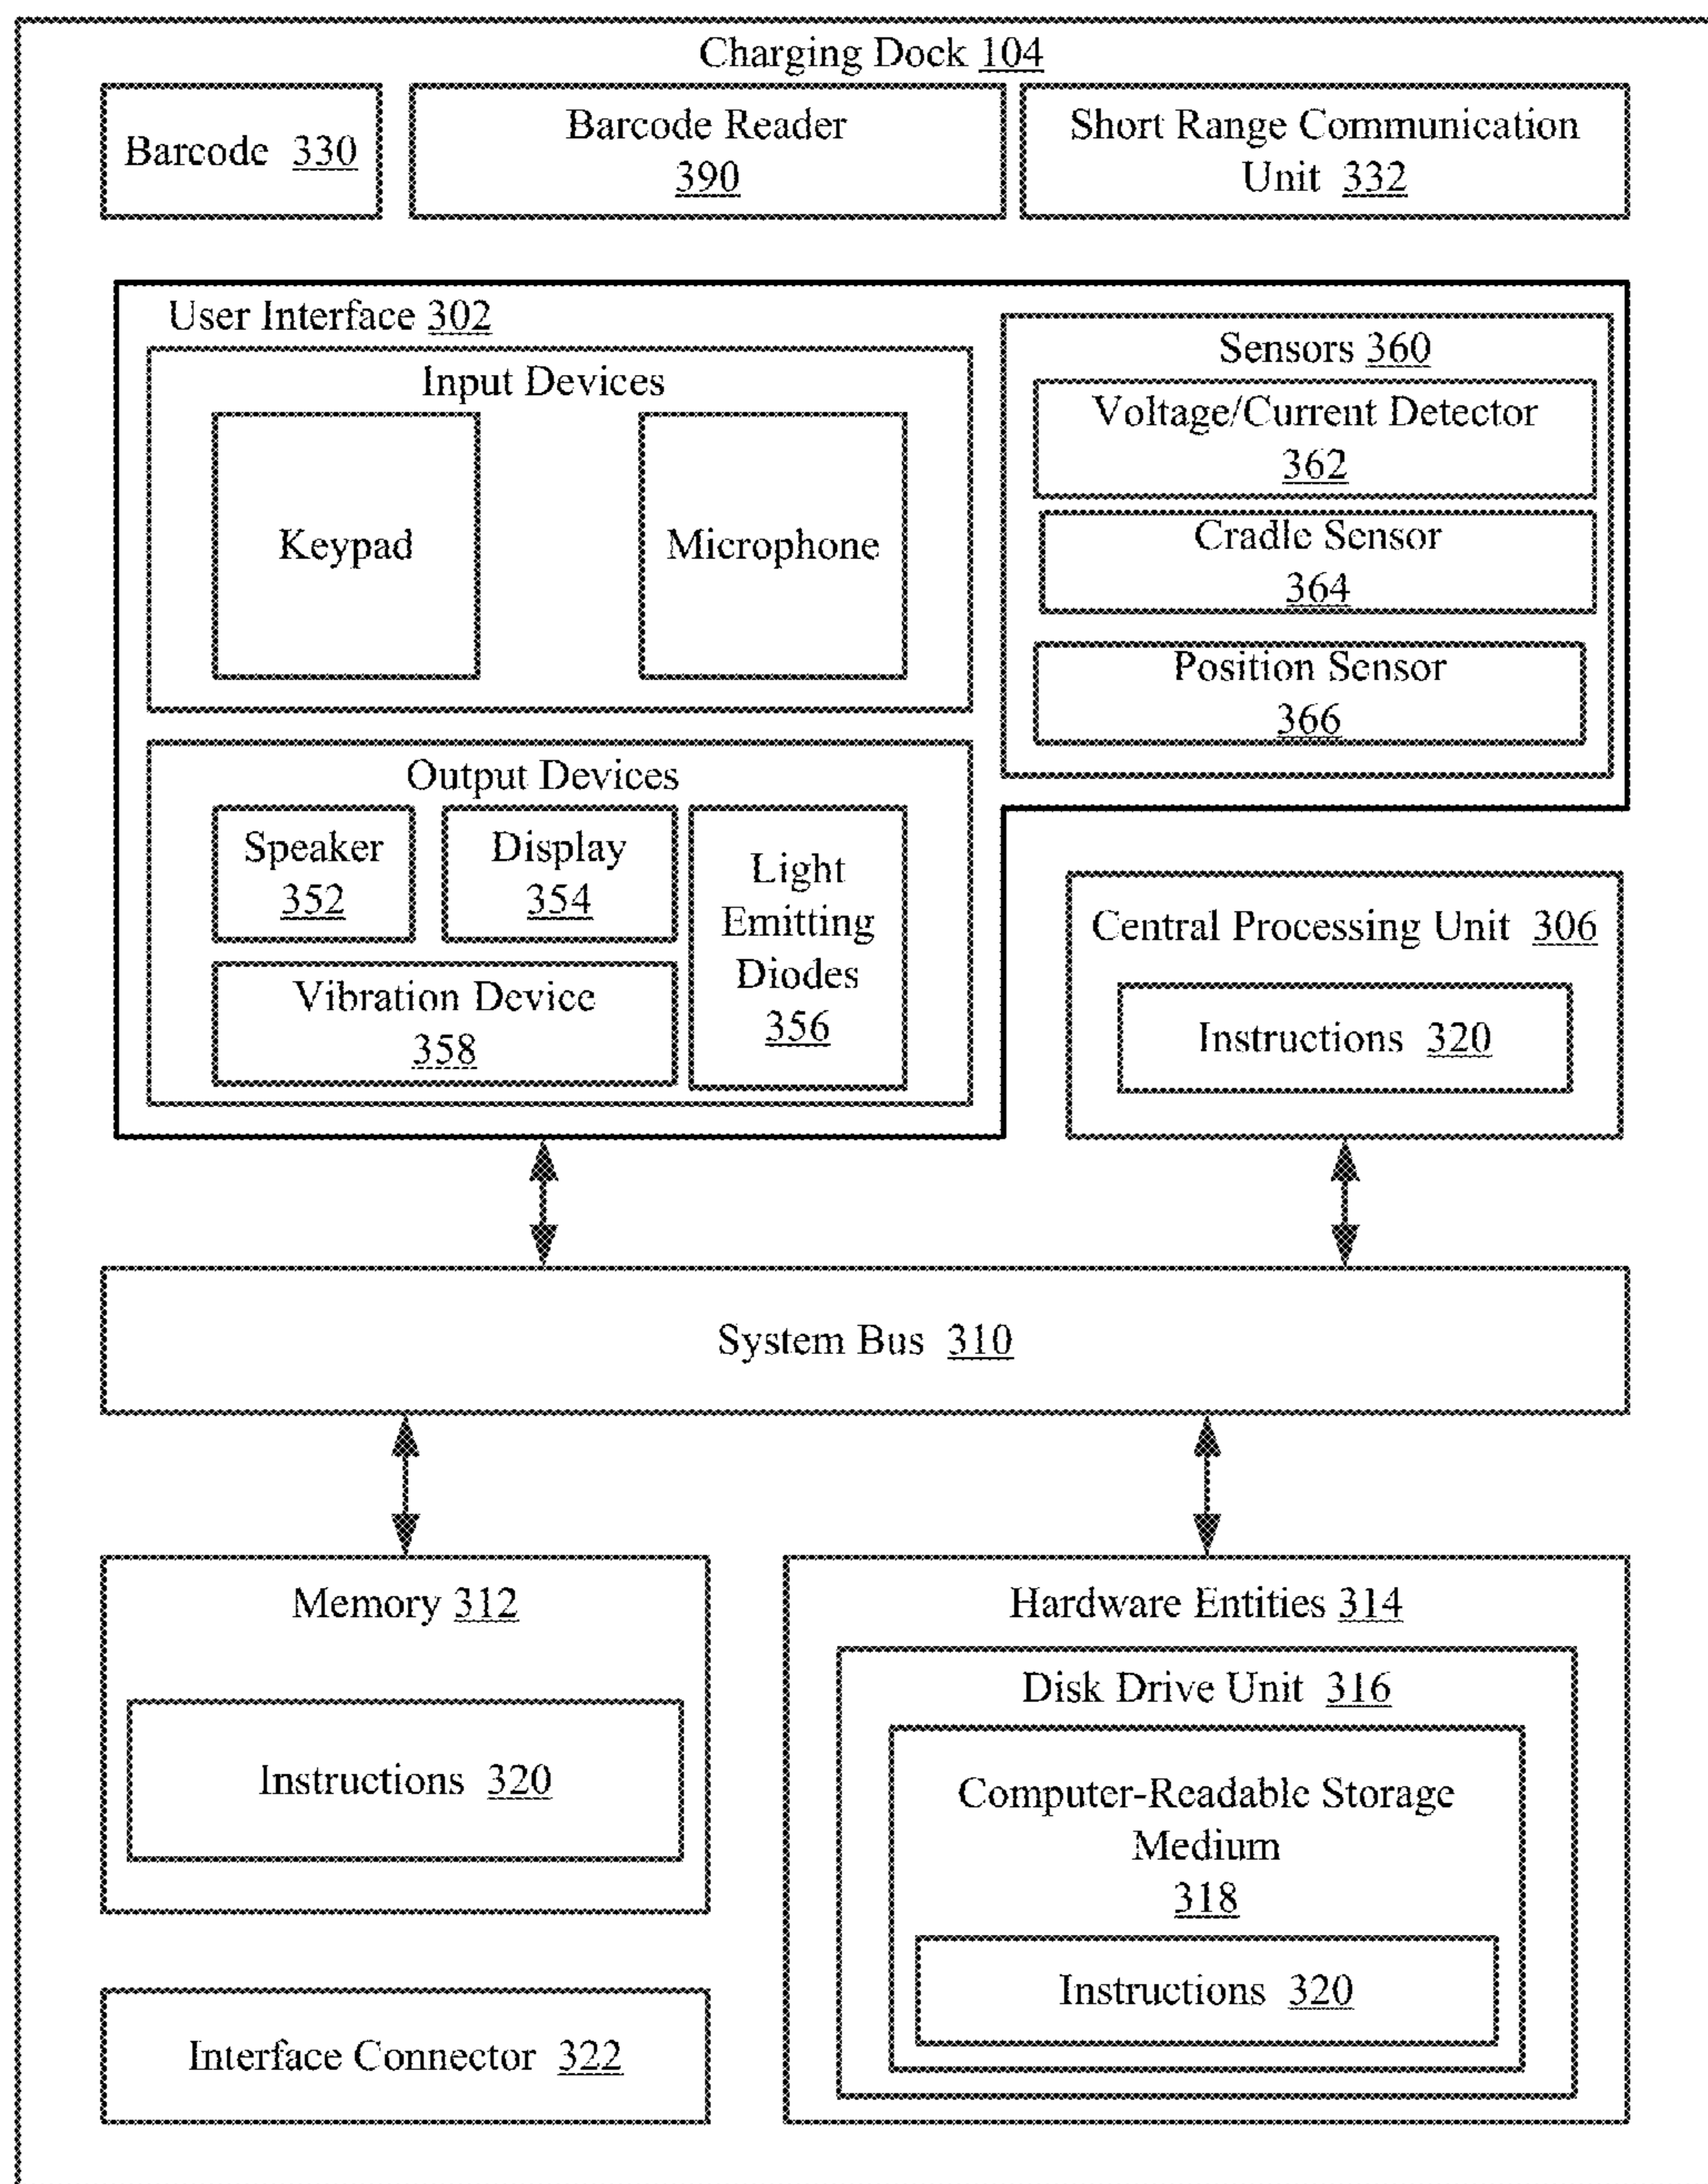 Charging Dock 104
Barcode 330
Barcode Reader
390
Short Range Communication
Unit 332
User Interface 302
Input Devices
Keypad
Microphone
Sensors 360
Voltage/Current Detector
362
Cradle Sensor
364
Position Sensor
366
Output Devices
Speaker
352
Display
354
Light
Emitting
Diodes
356
Vibration Device
358
Central Processing Unit 306
Instructions 320
System Bus 310
Memory 312
Instructions 320
Hardware Entities 314
Disk Drive Unit 316
Computer-Readable Storage
Medium
318
Instructions 320
Interface Connector 322